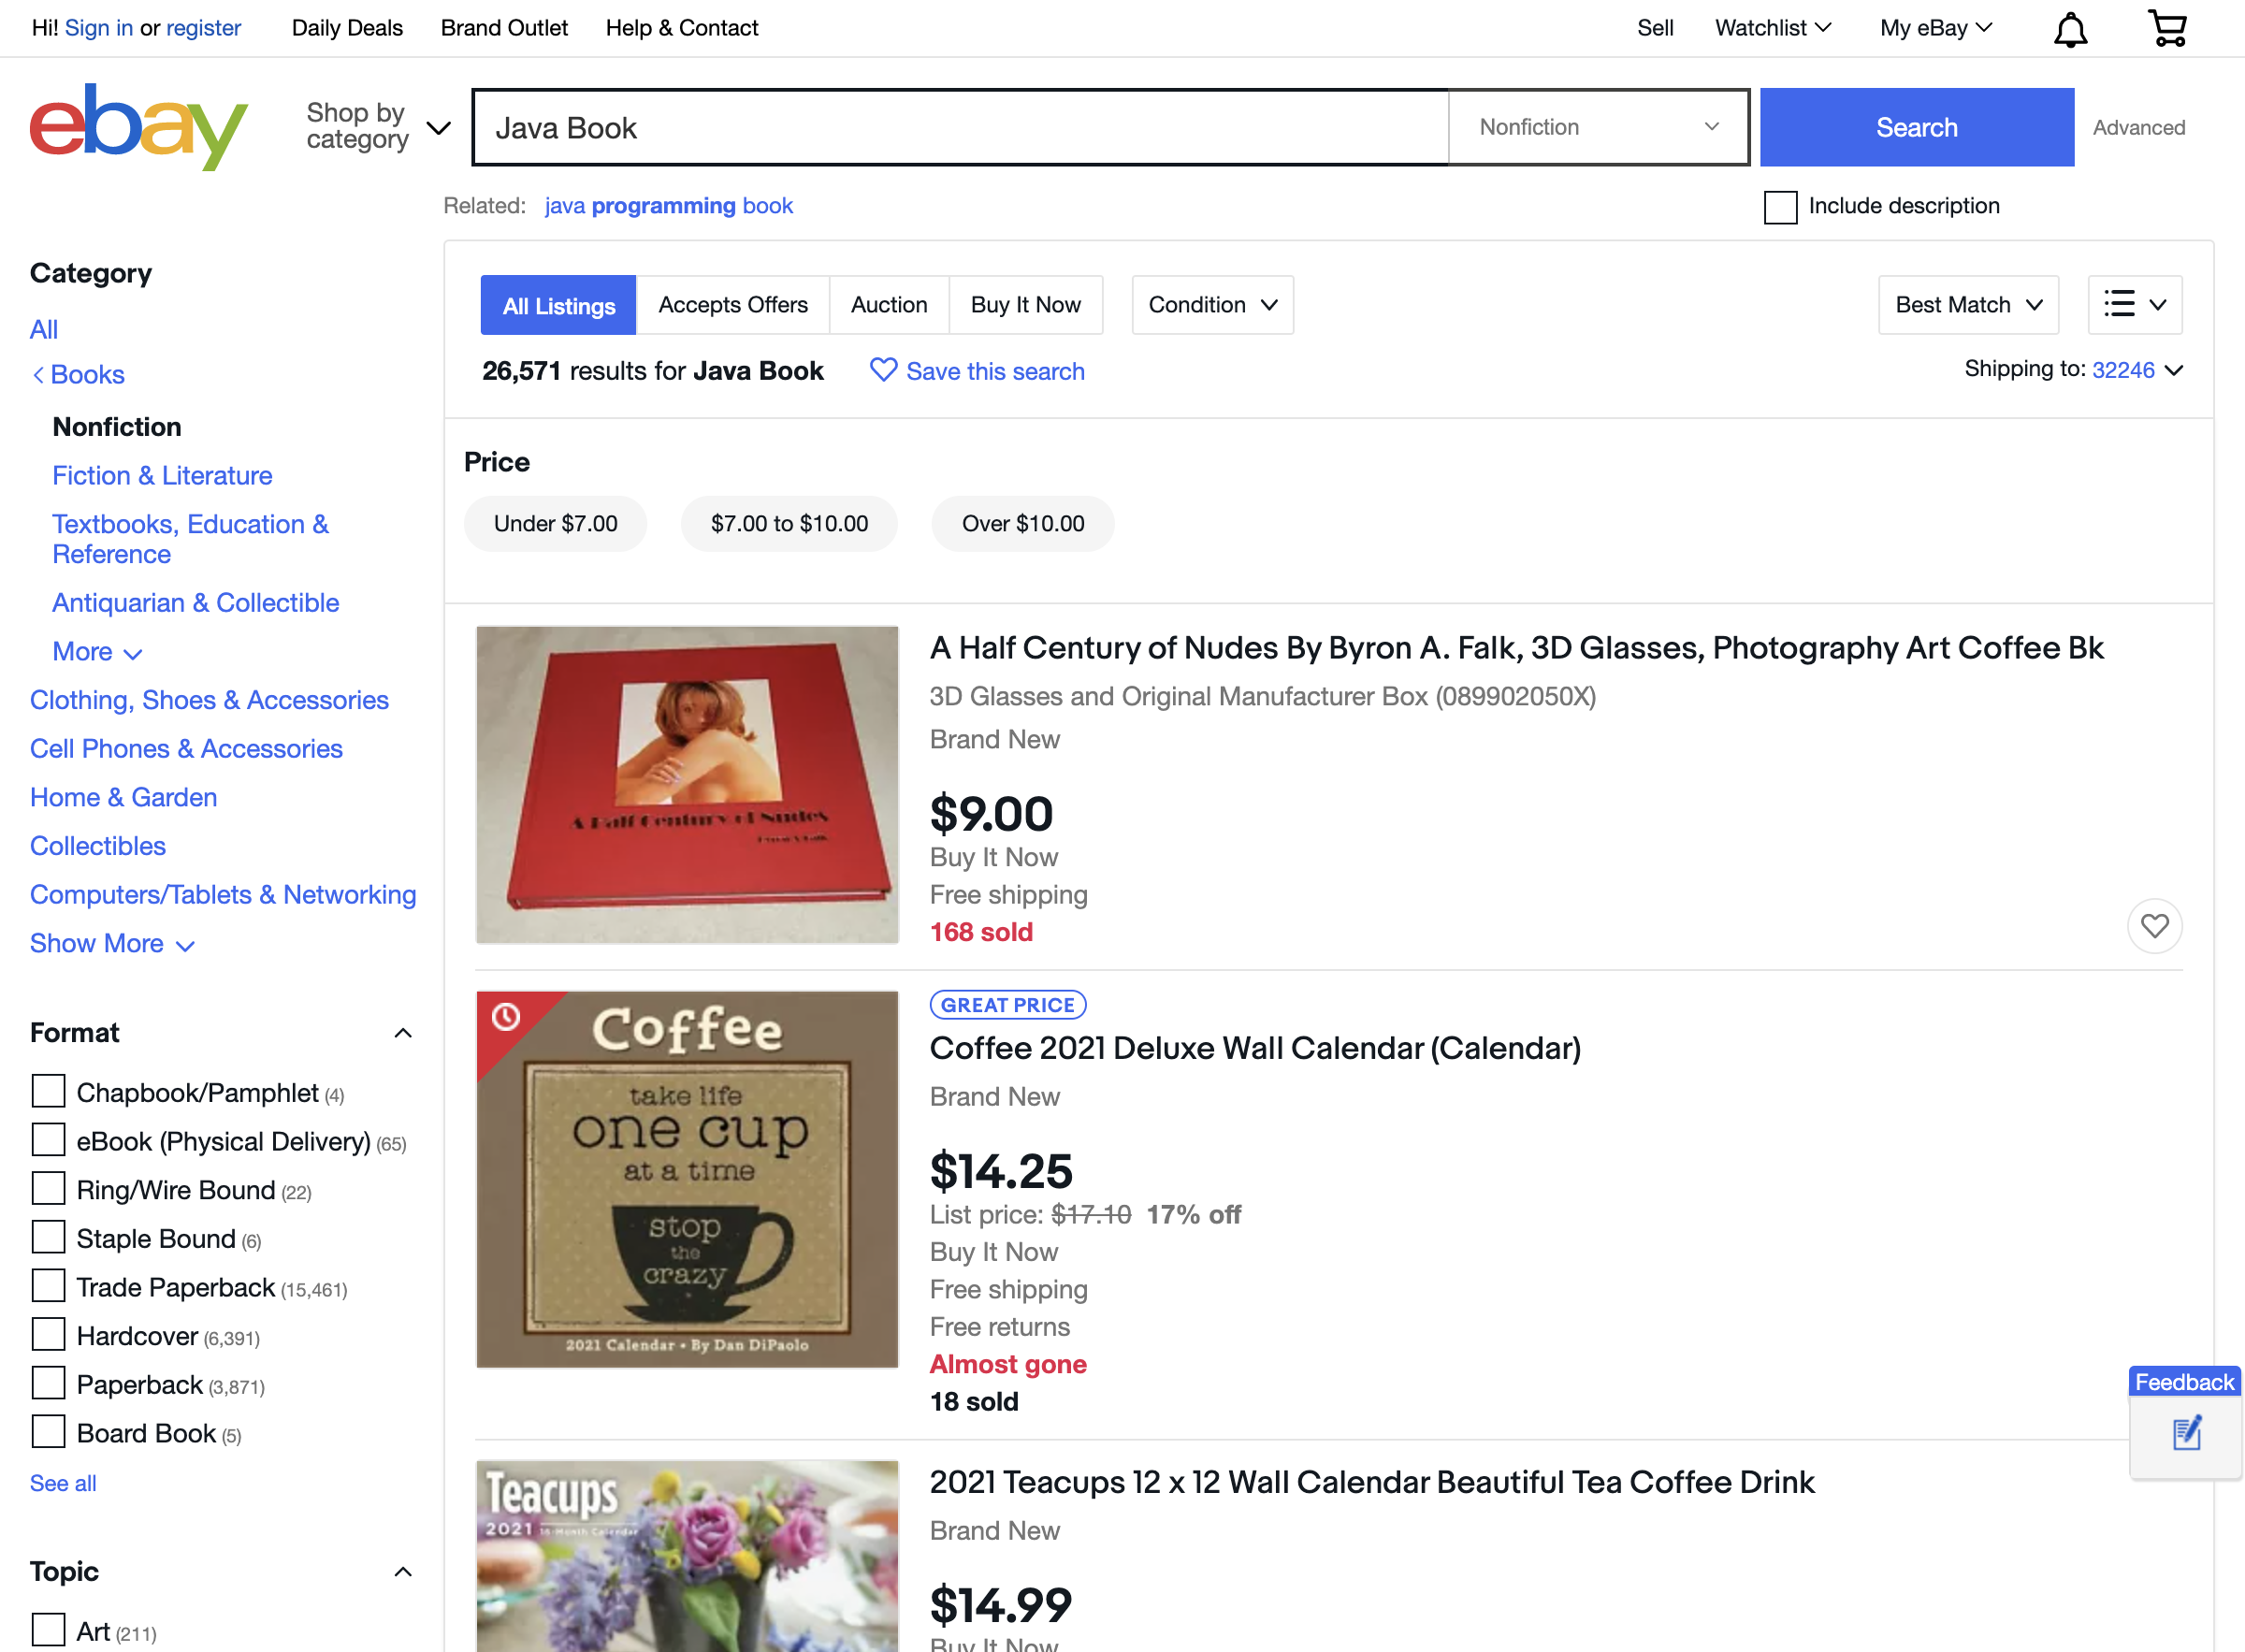 Hi! Sign in or register Daily Deals Brand Outlet Help & Contact Sell Watchlist My eBay
ebay Shop by category Java Book Nonfiction Search Advanced
Related: java programming book Include description
Category
All
Books
Nonfiction
Fiction & Literature
Textbooks, Education &
Reference
Antiquarian & Collectible
More
Clothing, Shoes & Accessories
Cell Phones & Accessories
Home & Garden
Collectibles
Computers/Tablets & Networking
Show More
Format
Chapbook/Pamphlet (4)
eBook (Physical Delivery) (65)
Ring/Wire Bound (22)
Staple Bound (6)
Trade Paperback (15,461)
Hardcover (6,391)
Paperback (3,871)
Board Book (5)
See all
Topic
Art (211)
All Listings Accepts Offers Auction Buy It Now Condition Best Match
26,571 results for Java Book Save this search Shipping to: 32246
Price
Under $7.00 $7.00 to $10.00 Over $10.00
A Half Century of Nudes
A Half Century of Nudes By Byron A. Falk, 3D Glasses, Photography Art Coffee Bk
3D Glasses and Original Manufacturer Box (089902050X)
Brand New
$9.00
Buy It Now
Free shipping
168 sold
Coffee
take life
one cup
at a time
stop
the
crazy
2021 Calendar • By Dan DiPaolo
GREAT PRICE
Coffee 2021 Deluxe Wall Calendar (Calendar)
Brand New
$14.25
List price: $17.10 17% off
Buy It Now
Free shipping
Free returns
Almost gone
18 sold
Feedback
Teacups
2021 18-Month Calendar
2021 Teacups 12 x 12 Wall Calendar Beautiful Tea Coffee Drink
Brand New
$14.99
Buy It Now